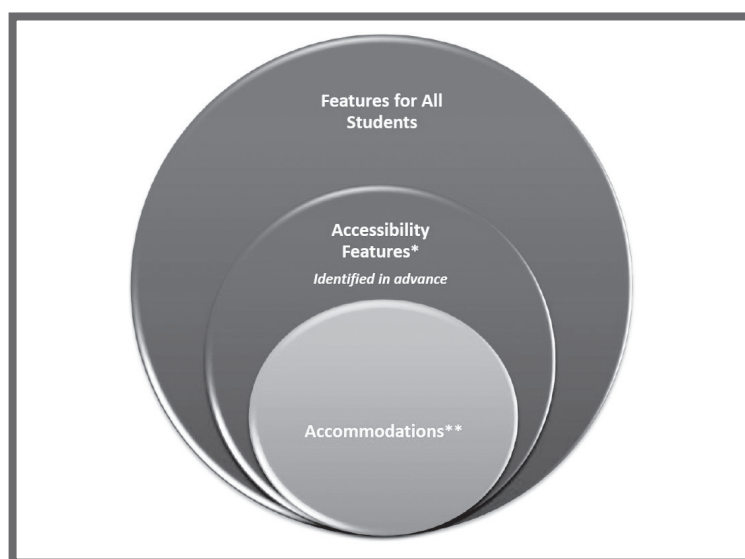 Features for All
Students
Accessibility
Features*
Identified in advance
Accommodations**